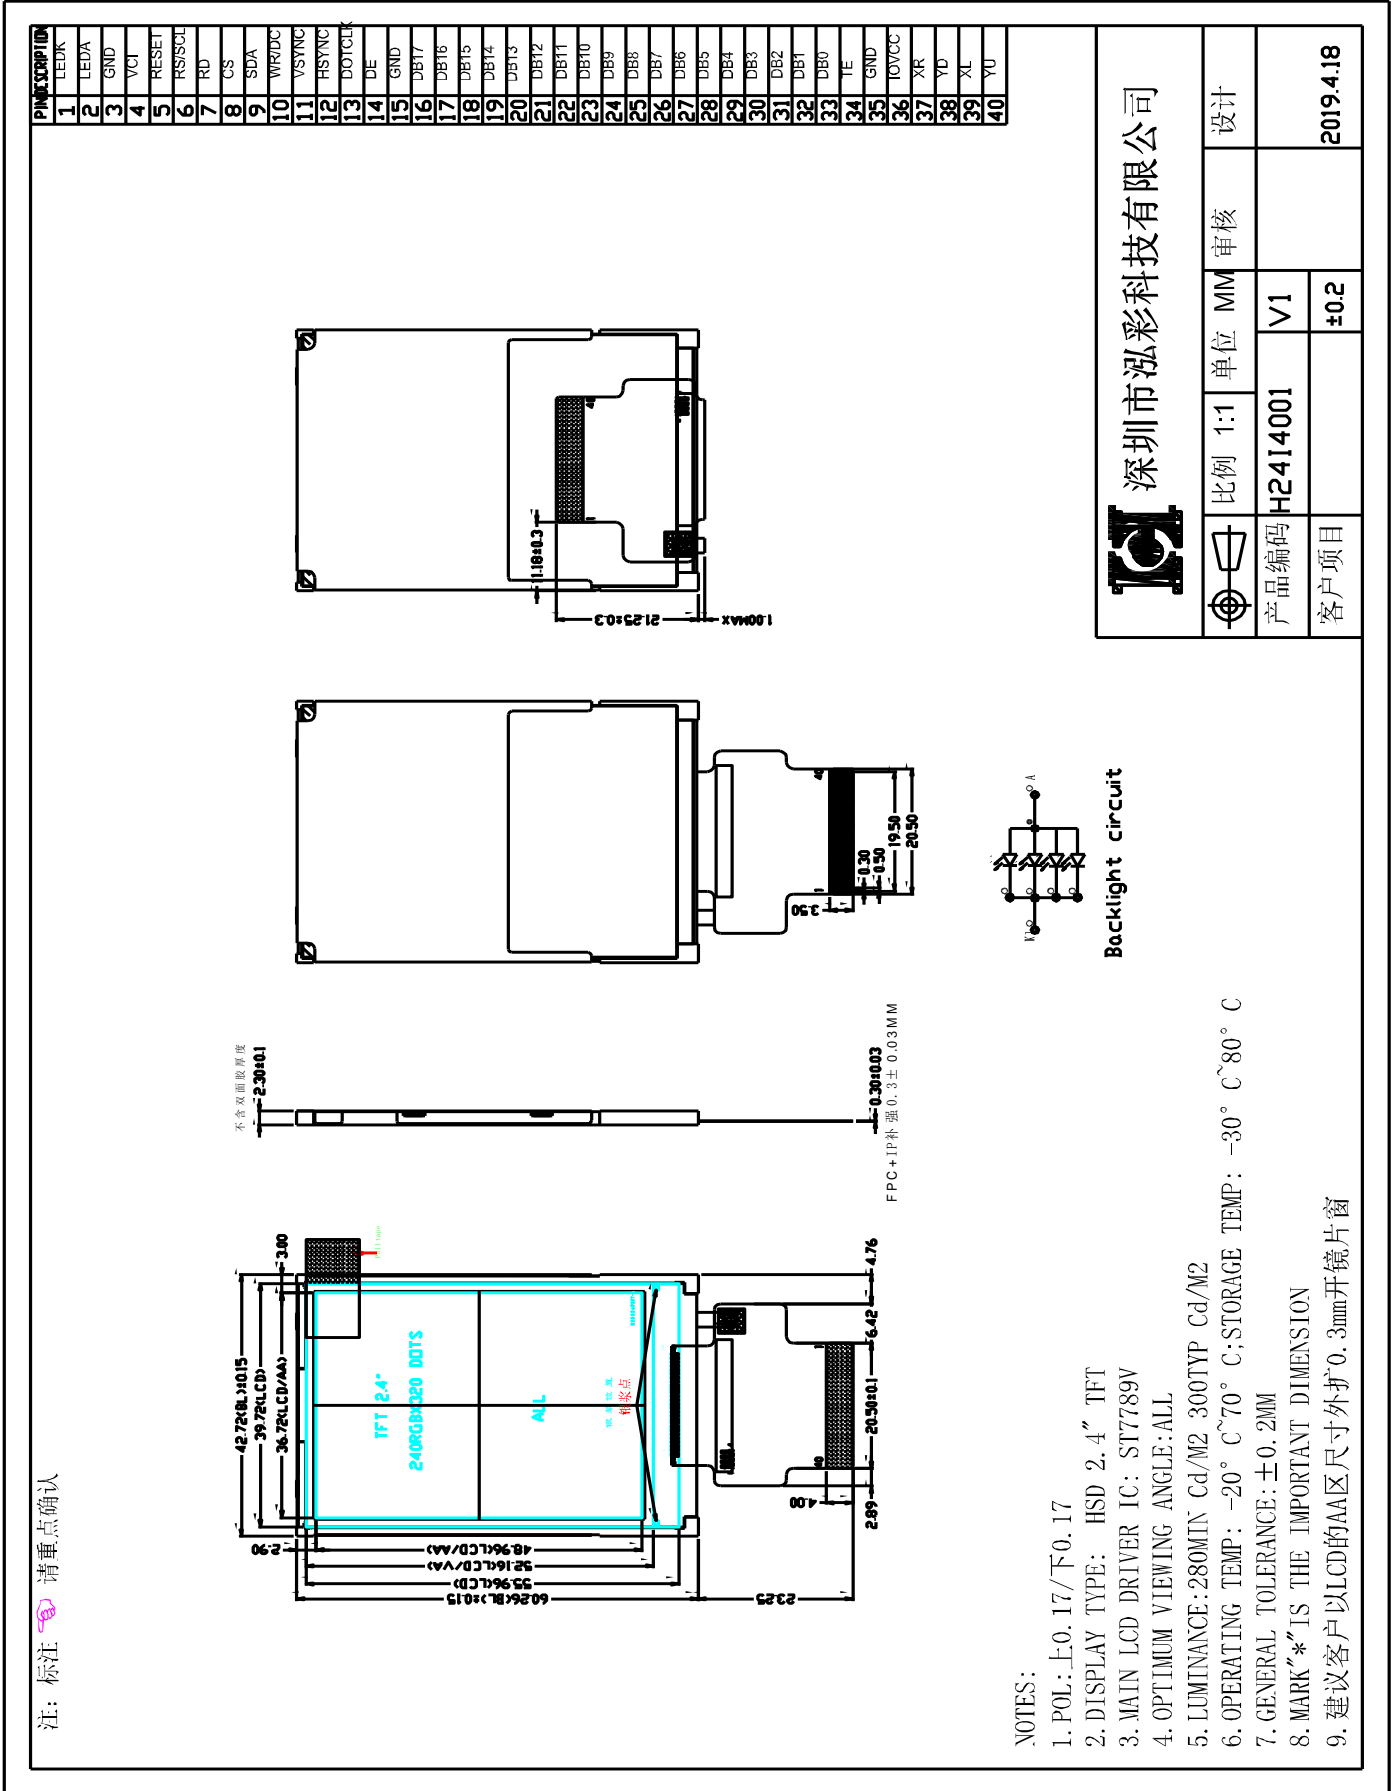 注: 标注 请重点确认
42.72(BL)±0.15
39.72(LCD)
36.72(LCD/AA)
3.00
2.90
48.96(LCD/AA)
52.16(LCD/VA)
55.96(LCD)
60.26(BL)±0.15
23.25
TFT 2.4"
240RGBX320 DOTS
ALL
银浆点
4.00
40
1
2.89
20.50±0.1
6.42
4.76
不含双面胶厚度
2.30±0.1
0.30±0.03
FPC+IP补强0.3±0.03MM
1
40
3.50
0.30
0.50
19.50
20.50
11.18±0.3
1
40
21.25±0.3
1.00MAX
K
A
Backlight circuit
NOTES:
1.POL:上0.17/下0.17
2.DISPLAY TYPE: HSD 2.4" TFT
3.MAIN LCD DRIVER IC: ST7789V
4.OPTIMUM VIEWING ANGLE:ALL
5.LUMINANCE:280MIN Cd/M2 300TYP Cd/M2
6.OPERATING TEMP: -20° C~70° C;STORAGE TEMP: -30° C~80° C
7.GENERAL TOLERANCE:±0.2MM
8.MARK"*"IS THE IMPORTANT DIMENSION
9.建议客户以LCD的AA区尺寸外扩0.3mm开镜片窗
PIN DESCRIPTION
1 LEDK
2 LEDA
3 GND
4 VCI
5 RESET
6 RS/SCL
7 RD
8 CS
9 SDA
10 WR/DC
11 VSYNC
12 HSYNC
13 DOTCLK
14 DE
15 GND
16 DB17
17 DB16
18 DB15
19 DB14
20 DB13
21 DB12
22 DB11
23 DB10
24 DB9
25 DB8
26 DB7
27 DB6
28 DB5
29 DB4
30 DB3
31 DB2
32 DB1
33 DB0
34 TE
35 GND
36 IOVCC
37 XR
38 YD
39 XL
40 YU
深圳市泓彩科技有限公司
比例 1:1 单位 MM 审核 设计
产品编码 H2414001 V1
客户项目 ±0.2 2019.4.18